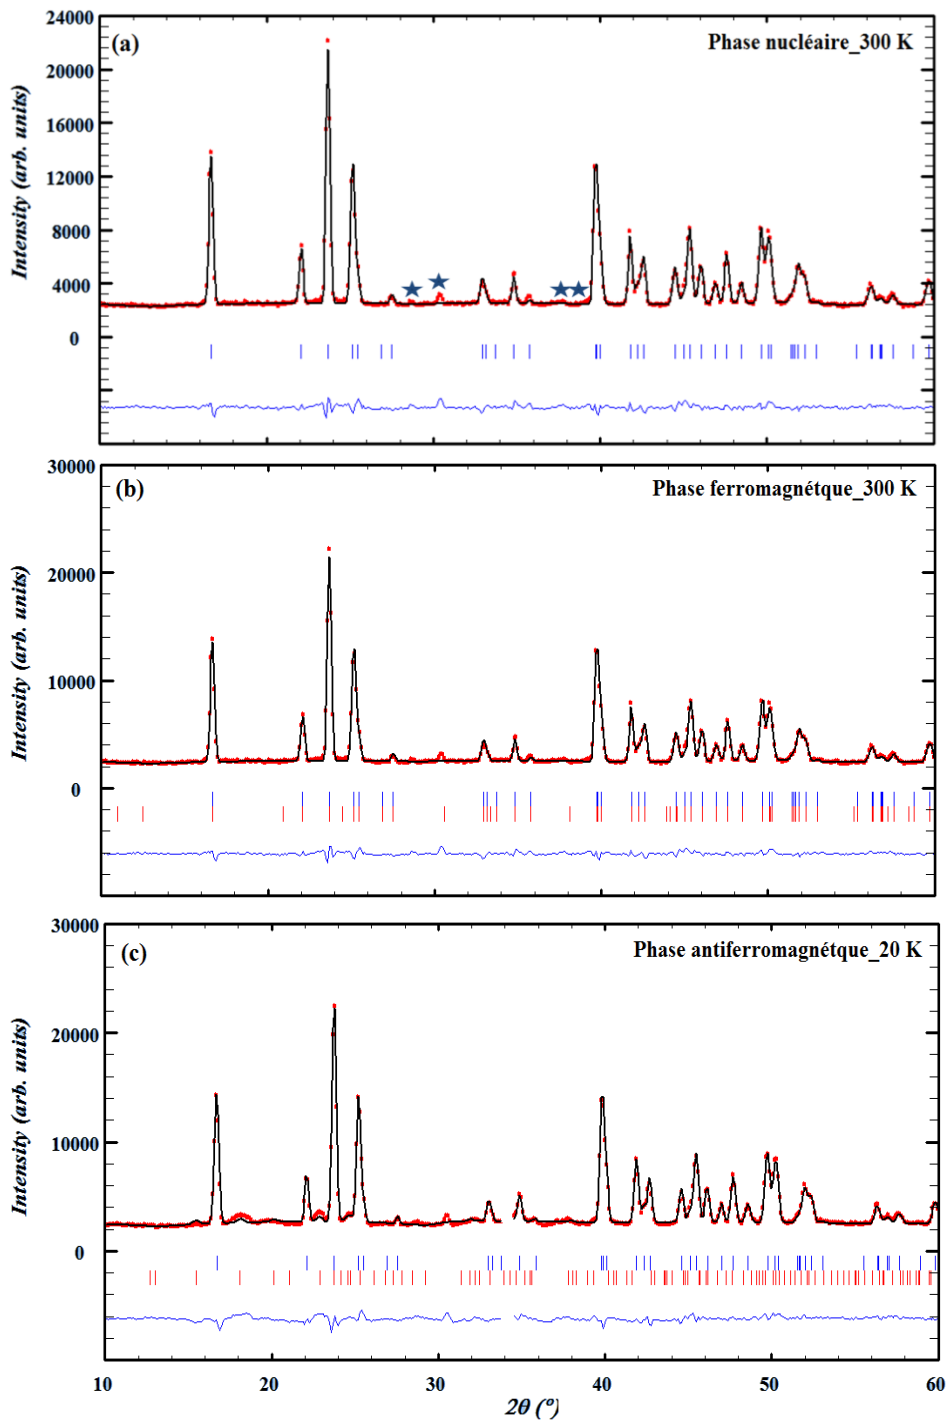 (a)
Phase nucléaire_300 K
Intensity (arb. units)
24000
20000
16000
12000
8000
4000
0
(b)
Phase ferromagnétque_300 K
Intensity (arb. units)
30000
20000
10000
0
(c)
Phase antiferromagnétque_20 K
Intensity (arb. units)
30000
20000
10000
0
10 20 30 40 50 60
2θ (°)